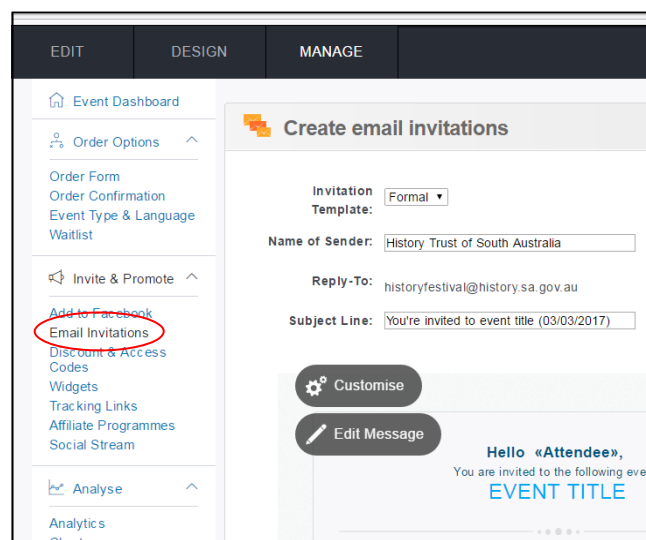 EDIT DESIGN MANAGE
Event Dashboard
Order Options
Order Form
Order Confirmation
Event Type & Language
Waitlist
Invite & Promote
Add to Facebook
Email Invitations
Discount & Access
Codes
Widgets
Tracking Links
Affiliate Programmes
Social Stream
Analyse
Analytics
Create email invitations
Invitation
Template:
Formal
Name of Sender: History Trust of South Australia
Reply-To: historyfestival@history.sa.gov.au
Subject Line: You're invited to event title (03/03/2017)
Customise
Edit Message
Hello «Attendee»,
You are invited to the following eve
EVENT TITLE